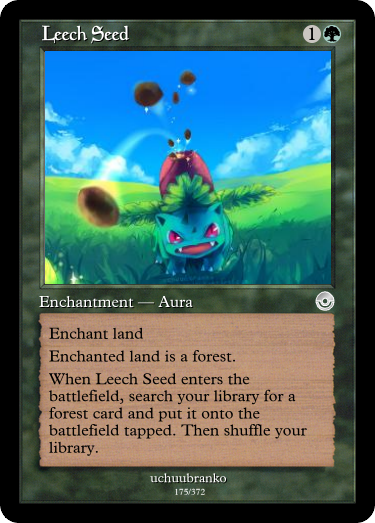 Leech Seed 1
Enchantment — Aura
Enchant land
Enchanted land is a forest.
When Leech Seed enters the
battlefield, search your library for a
forest card and put it onto the
battlefield tapped. Then shuffle your
library.
uchuubranko
175/372